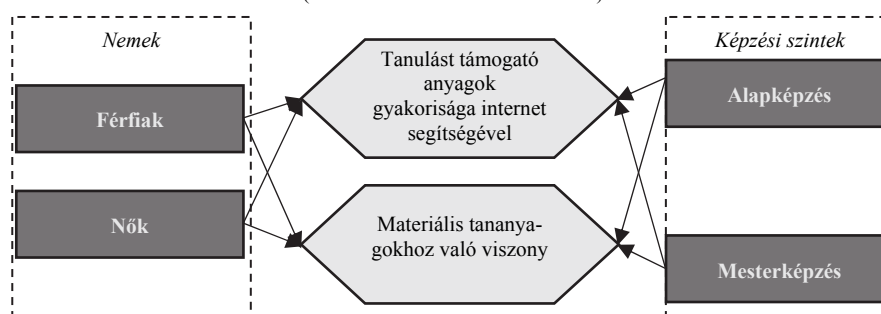 Nemek
Férfiak
Nők
Tanulást támogató
anyagok
gyakorisága internet
segítségével
Materiális tananya-
gokhoz való viszony
Képzési szintek
Alapképzés
Mesterképzés